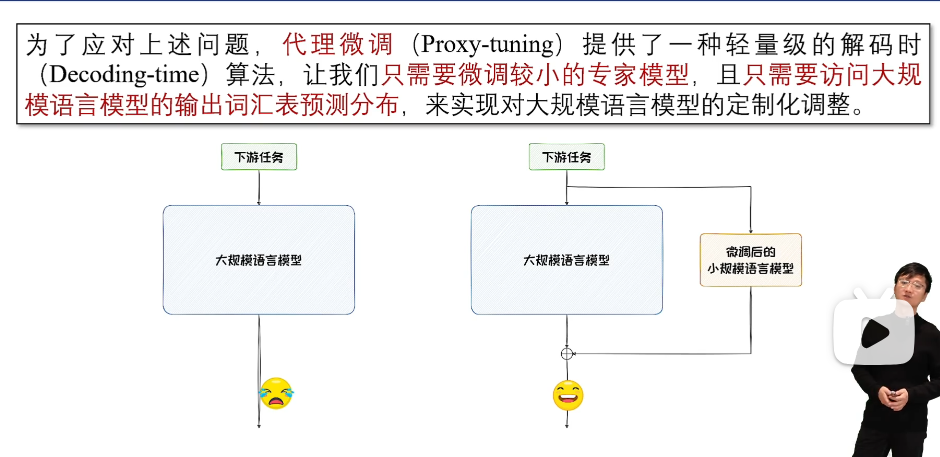 为了应对上述问题，代理微调（Proxy-tuning）提供了一种轻量级的解码时
（Decoding-time）算法，让我们只需要微调较小的专家模型，且只需要访问大规
模语言模型的输出词汇表预测分布，来实现对大规模语言模型的定制化调整。
下游任务
下游任务
大规模语言模型
大规模语言模型
微调后的
小规模语言模型